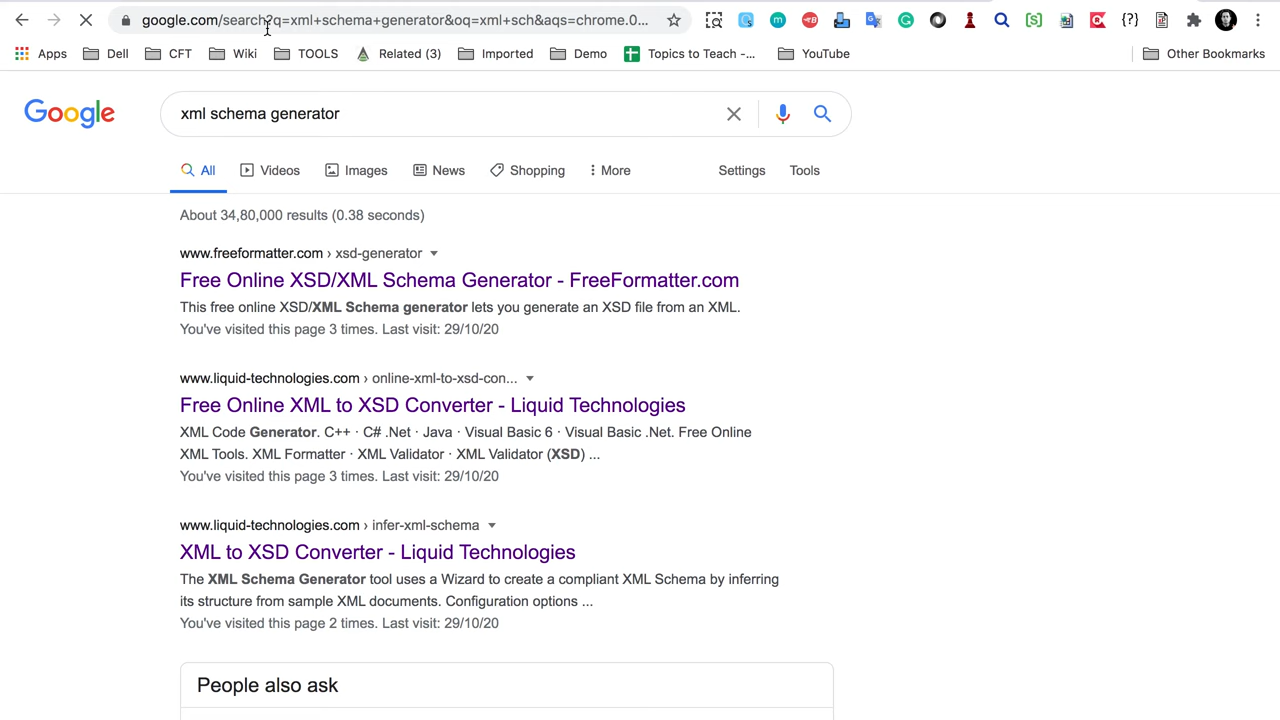 google.com/search?q=xml+schema+generator&oq=xml+sch&aqs=chrome.0...
Apps Dell CFT Wiki TOOLS Related (3) Imported Demo Topics to Teach -... YouTube Other Bookmarks
Google xml schema generator
All Videos Images News Shopping More Settings Tools
About 34,80,000 results (0.38 seconds)
www.freeformatter.com › xsd-generator
Free Online XSD/XML Schema Generator - FreeFormatter.com
This free online XSD/XML Schema generator lets you generate an XSD file from an XML.
You've visited this page 3 times. Last visit: 29/10/20
www.liquid-technologies.com › online-xml-to-xsd-con...
Free Online XML to XSD Converter - Liquid Technologies
XML Code Generator. C++ · C# .Net · Java · Visual Basic 6 · Visual Basic .Net. Free Online
XML Tools. XML Formatter · XML Validator · XML Validator (XSD) ...
You've visited this page 3 times. Last visit: 29/10/20
www.liquid-technologies.com › infer-xml-schema
XML to XSD Converter - Liquid Technologies
The XML Schema Generator tool uses a Wizard to create a compliant XML Schema by inferring
its structure from sample XML documents. Configuration options ...
You've visited this page 2 times. Last visit: 29/10/20
People also ask